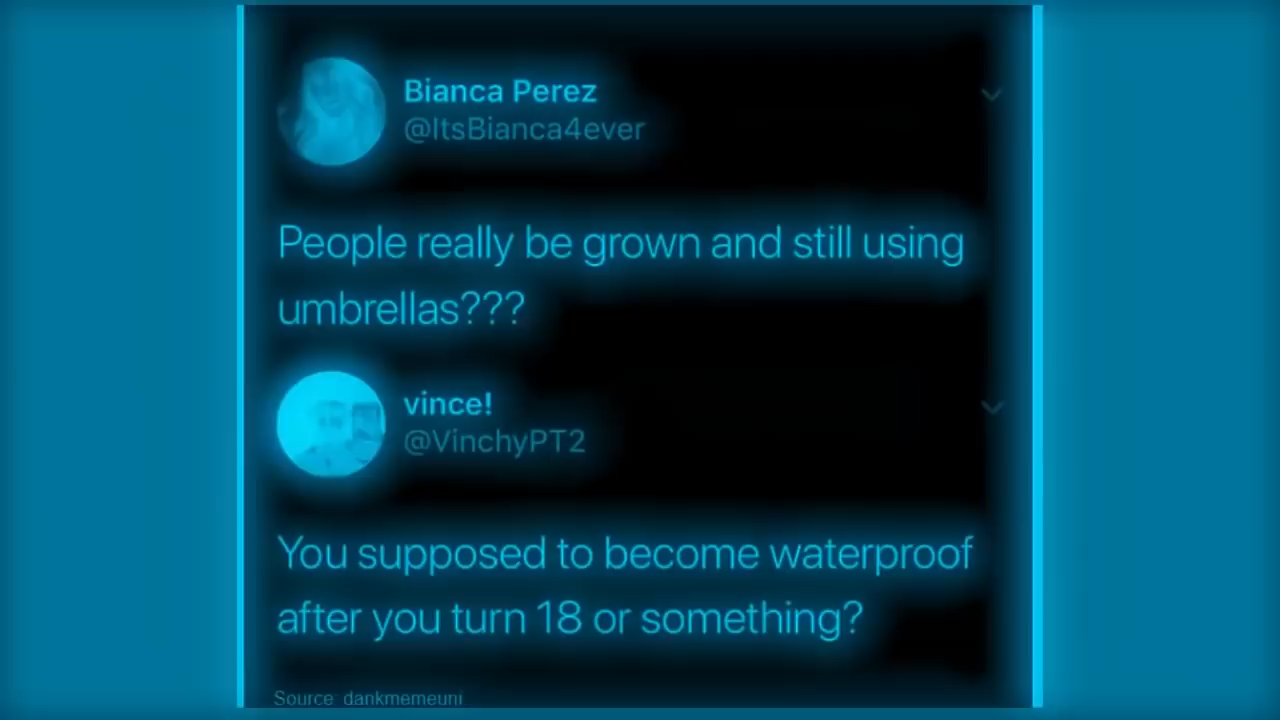 Bianca Perez
@ItsBianca4ever
People really be grown and still using
umbrellas???
vince!
@VinchyPT2
You supposed to become waterproof
after you turn 18 or something?
Source: dankmemeuni